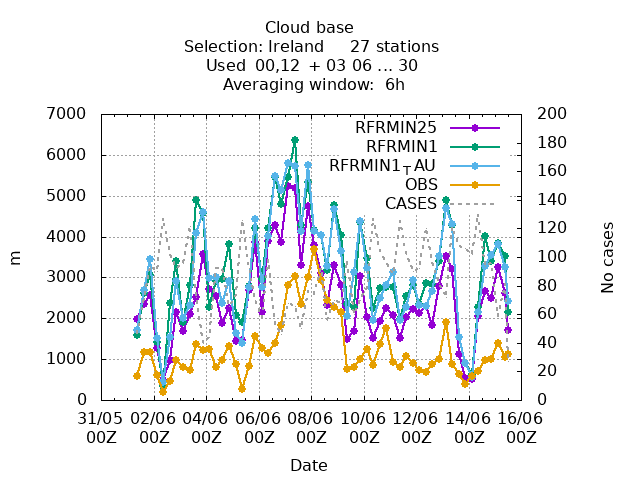 Cloud base
Selection: Ireland 27 stations
Used 00,12 + 03 06 ... 30
Averaging window: 6h
7000
6000
5000
4000
3000
2000
1000
0
m
200
180
160
140
120
100
80
60
40
20
0
No cases
RFRMIN25
RFRMIN1
RFRMIN1┬AU
OBS
CASES
31/05 02/06 04/06 06/06 08/06 10/06 12/06 14/06 16/06
00Z 00Z 00Z 00Z 00Z 00Z 00Z 00Z 00Z
Date